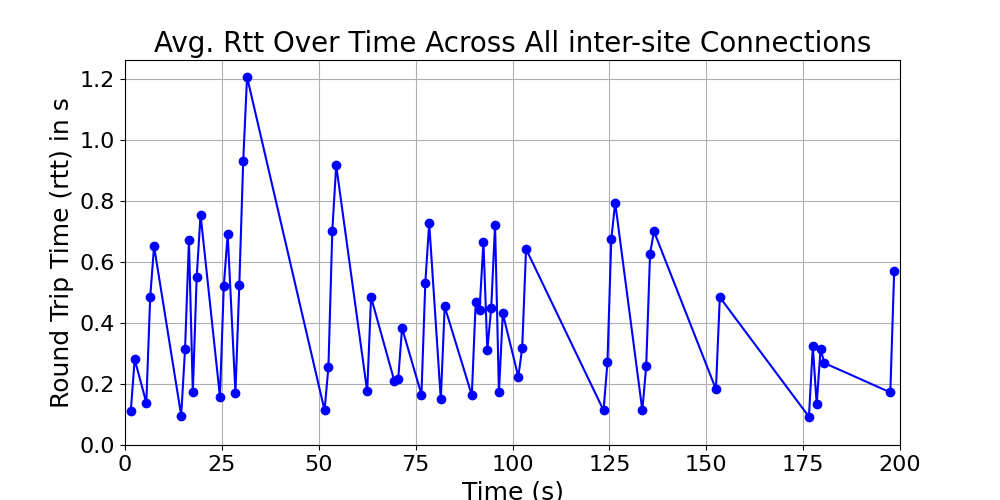 Avg. Rtt Over Time Across All inter-site Connections
Round Trip Time (rtt) in s
1.2
1.0
0.8
0.6
0.4
0.2
0.0
0 25 50 75 100 125 150 175 200
Time (s)